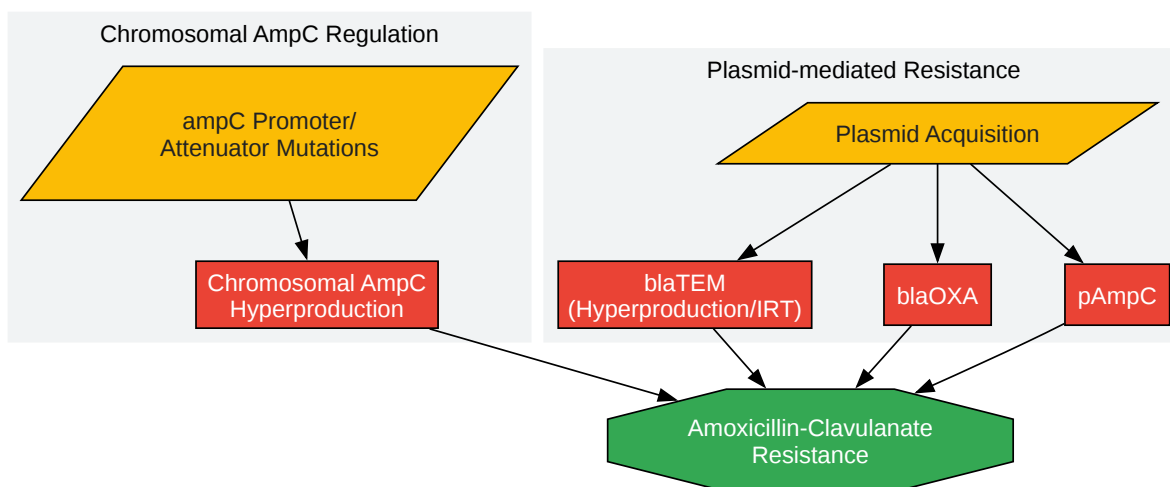 Chromosomal AmpC Regulation
Plasmid-mediated Resistance
ampC Promoter/
Attenuator Mutations
Plasmid Acquisition
Chromosomal AmpC
Hyperproduction
blaTEM
(Hyperproduction/IRT)
blaOXA
pAmpC
Amoxicillin-Clavulanate
Resistance